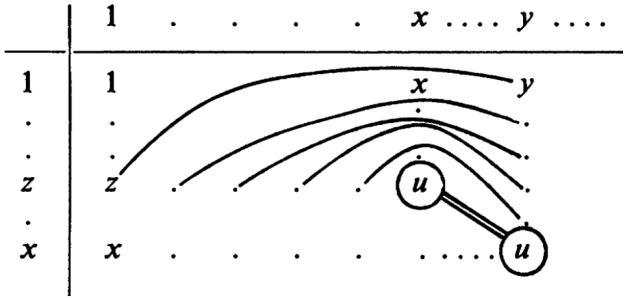 1 . . . . x .... y ....
1 1 x y
. . . .
. . . .
z z . . . . u .
. .
x x . . . . ..... u